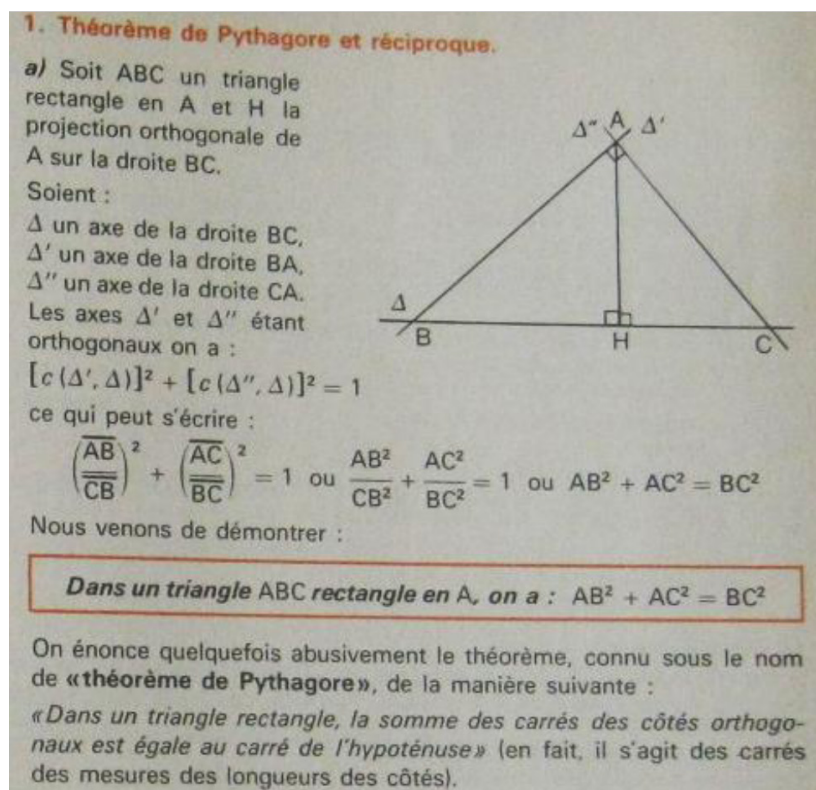 1. Théorème de Pythagore et réciproque.
a) Soit ABC un triangle
rectangle en A et H la
projection orthogonale de
A sur la droite BC.
Soient :
Δ un axe de la droite BC,
Δ′ un axe de la droite BA,
Δ″ un axe de la droite CA.
Les axes Δ′ et Δ″ étant
orthogonaux on a :
[c (Δ′, Δ)]² + [c (Δ″, Δ)]² = 1
Δ″ A Δ′
Δ
B H C
ce qui peut s'écrire :
(AB̅/CB̅)² + (AC̅/BC̅)² = 1 ou AB²/CB² + AC²/BC² = 1 ou AB² + AC² = BC²
Nous venons de démontrer :
Dans un triangle ABC rectangle en A, on a : AB² + AC² = BC²
On énonce quelquefois abusivement le théorème, connu sous le nom
de «théorème de Pythagore», de la manière suivante :
«Dans un triangle rectangle, la somme des carrés des côtés orthogo-
naux est égale au carré de l'hypoténuse» (en fait, il s'agit des carrés
des mesures des longueurs des côtés).